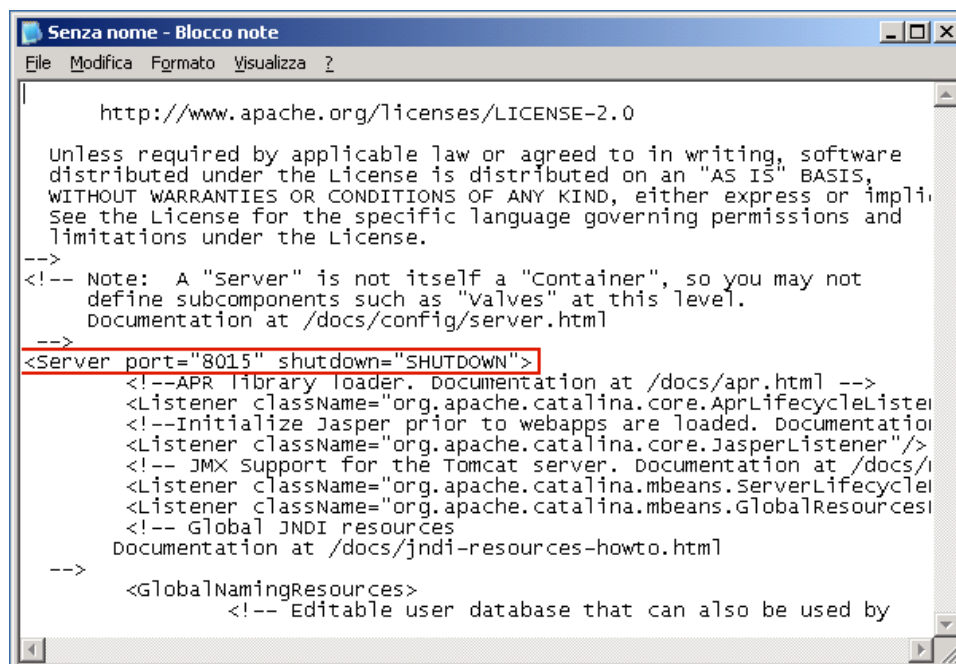 Senza nome - Blocco note
File Modifica Formato Visualizza ?
http://www.apache.org/licenses/LICENSE-2.0
Unless required by applicable law or agreed to in writing, software
distributed under the License is distributed on an "AS IS" BASIS,
WITHOUT WARRANTIES OR CONDITIONS OF ANY KIND, either express or impli
See the License for the specific language governing permissions and
limitations under the License.
-->
<!-- Note:  A "Server" is not itself a "Container", so you may not
define subcomponents such as "Valves" at this level.
Documentation at /docs/config/server.html
-->
<Server port="8015" shutdown="SHUTDOWN">
<!--APR library loader. Documentation at /docs/apr.html -->
<Listener className="org.apache.catalina.core.AprLifecycleListe
<!--Initialize Jasper prior to webapps are loaded. Documentatio
<Listener className="org.apache.catalina.core.JasperListener"/>
<!-- JMX Support for the Tomcat server. Documentation at /docs/
<Listener className="org.apache.catalina.mbeans.ServerLifecycle
<Listener className="org.apache.catalina.mbeans.GlobalResources
<!-- Global JNDI resources
Documentation at /docs/jndi-resources-howto.html
-->
<GlobalNamingResources>
<!-- Editable user database that can also be used by